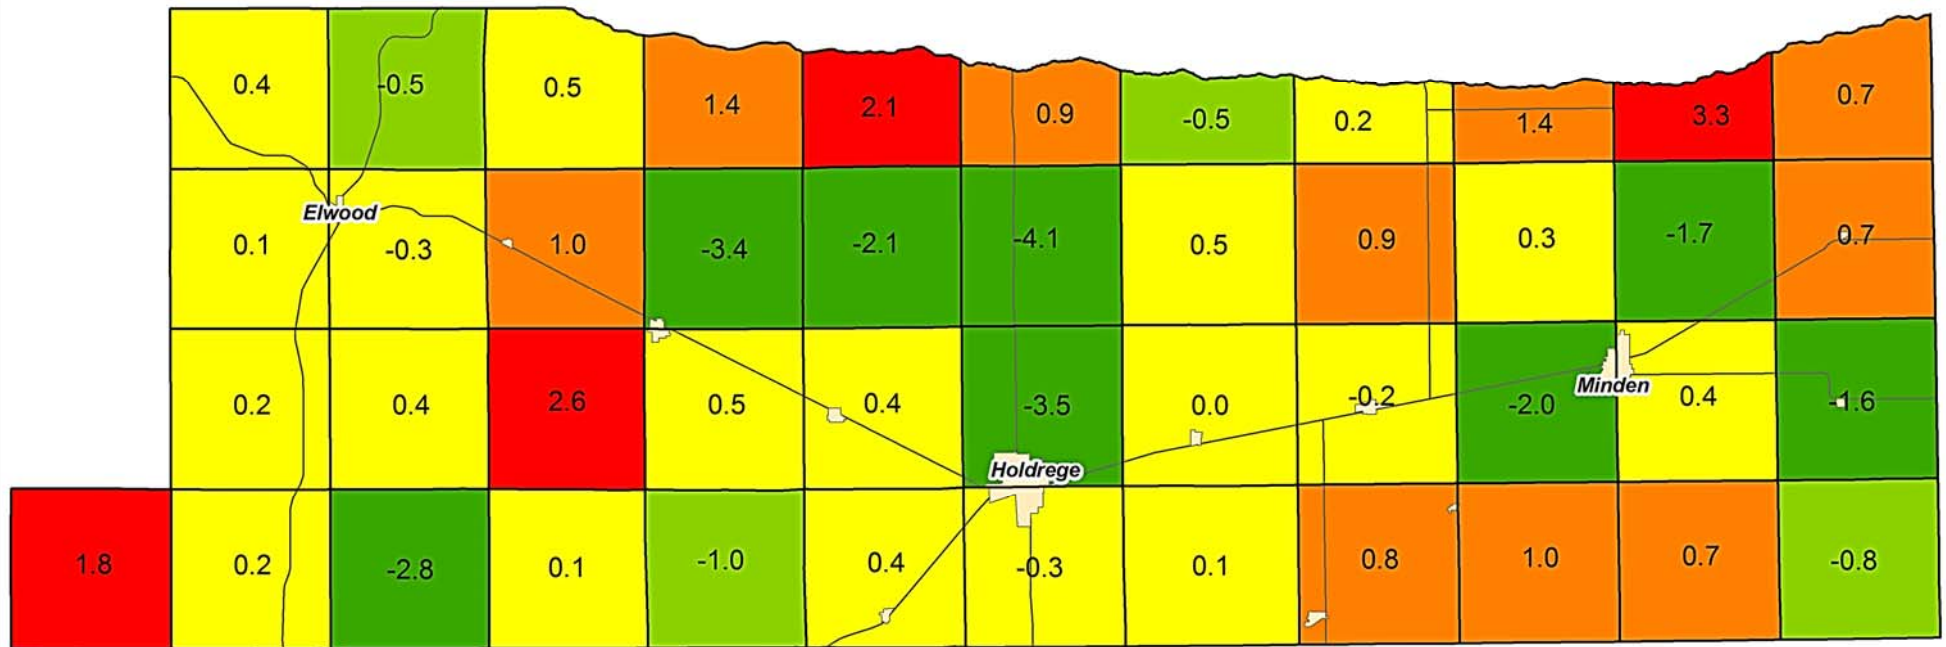 0.4 -0.5 0.5 1.4 2.1 0.9 -0.5 0.2 1.4 3.3 0.7
Elwood
0.1 -0.3 1.0 -3.4 -2.1 -4.1 0.5 0.9 0.3 -1.7 0.7
Minden
0.2 0.4 2.6 0.5 0.4 -3.5 0.0 -0.2 -2.0 0.4 -1.6
Holdrege
1.8 0.2 -2.8 0.1 -1.0 0.4 -0.3 0.1 0.8 1.0 0.7 -0.8